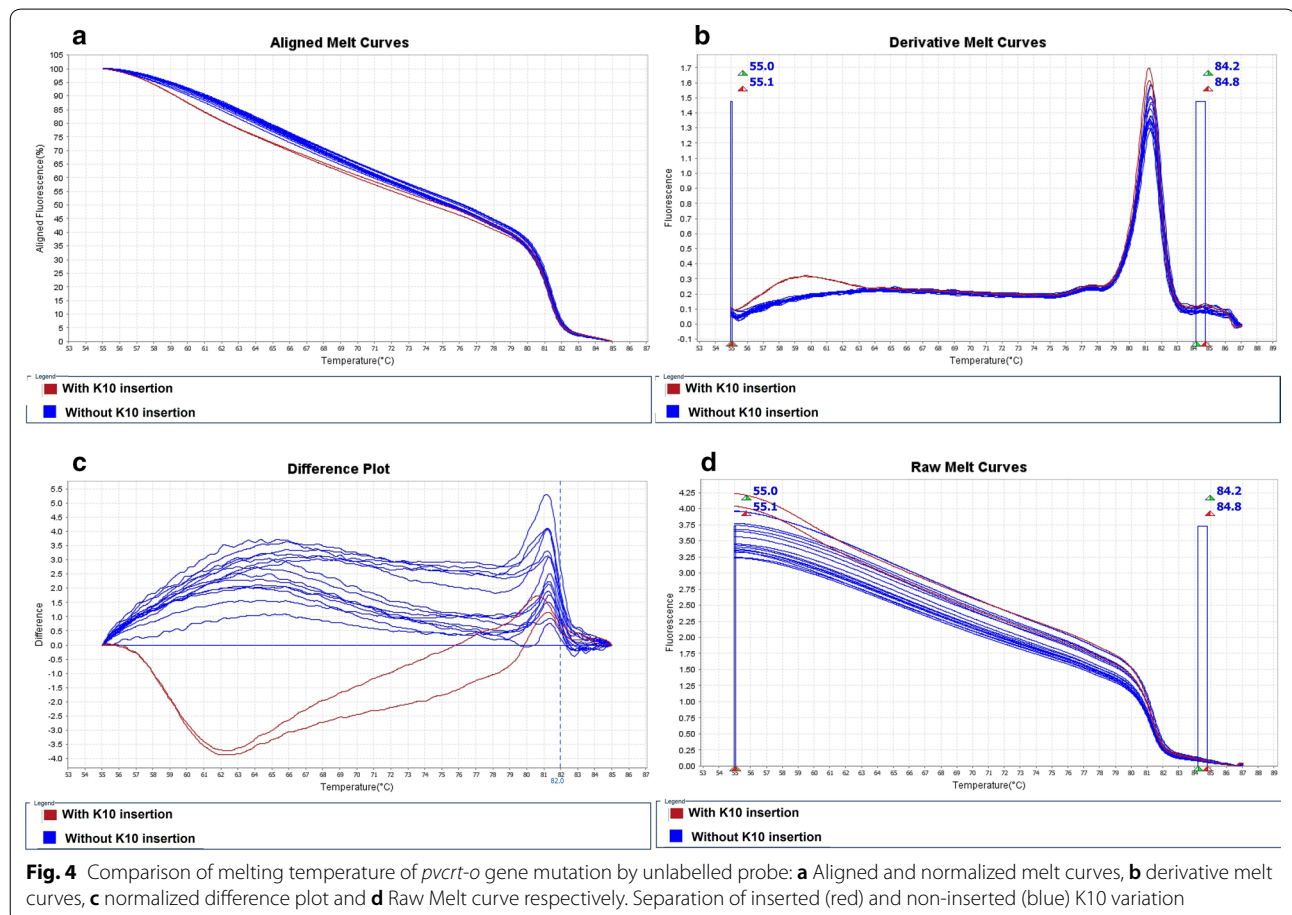 a
Aligned Melt Curves
105
100
95
90
85
80
75
70
65
60
55
50
45
40
35
30
25
20
15
10
5
0
Aligned Fluorescence(%)
53 54 55 56 57 58 59 60 61 62 63 64 65 66 67 68 69 70 71 72 73 74 75 76 77 78 79 80 81 82 83 84 85 86 87
Temperature(°C)
Legend
With K10 insertion
Without K10 insertion
b
Derivative Melt Curves
55.0
55.1
84.2
84.8
1.7
1.6
1.5
1.4
1.3
1.2
1.1
1.0
0.9
0.8
0.7
0.6
0.5
0.4
0.3
0.2
0.1
0.0
-0.1
Fluorescence
53 54 55 56 57 58 59 60 61 62 63 64 65 66 67 68 69 70 71 72 73 74 75 76 77 78 79 80 81 82 83 84 85 86 87 88 89
Temperature(°C)
Legend
With K10 insertion
Without K10 insertion
c
Difference Plot
5.5
5.0
4.5
4.0
3.5
3.0
2.5
2.0
1.5
1.0
0.5
0.0
-0.5
-1.0
-1.5
-2.0
-2.5
-3.0
-3.5
-4.0
Difference
53 54 55 56 57 58 59 60 61 62 63 64 65 66 67 68 69 70 71 72 73 74 75 76 77 78 79 80 81 82 83 84 85 86 87
82.0
Temperature(°C)
Legend
With K10 insertion
Without K10 insertion
d
Raw Melt Curves
55.0
55.1
84.2
84.8
4.25
4.00
3.75
3.50
3.25
3.00
2.75
2.50
2.25
2.00
1.75
1.50
1.25
1.00
0.75
0.50
0.25
0.00
Fluorescence
53 54 55 56 57 58 59 60 61 62 63 64 65 66 67 68 69 70 71 72 73 74 75 76 77 78 79 80 81 82 83 84 85 86 87 88 89
Temperature(°C)
Legend
With K10 insertion
Without K10 insertion
Fig. 4 Comparison of melting temperature of pvcrt-o gene mutation by unlabelled probe: a Aligned and normalized melt curves, b derivative melt
curves, c normalized difference plot and d Raw Melt curve respectively. Separation of inserted (red) and non-inserted (blue) K10 variation